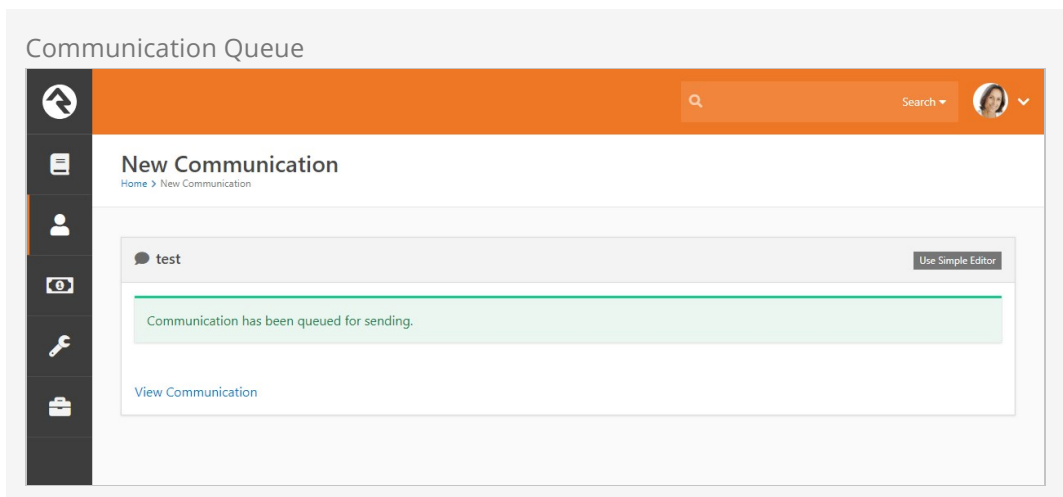 Communication Queue
Search
New Communication
Home > New Communication
test
Use Simple Editor
Communication has been queued for sending.
View Communication